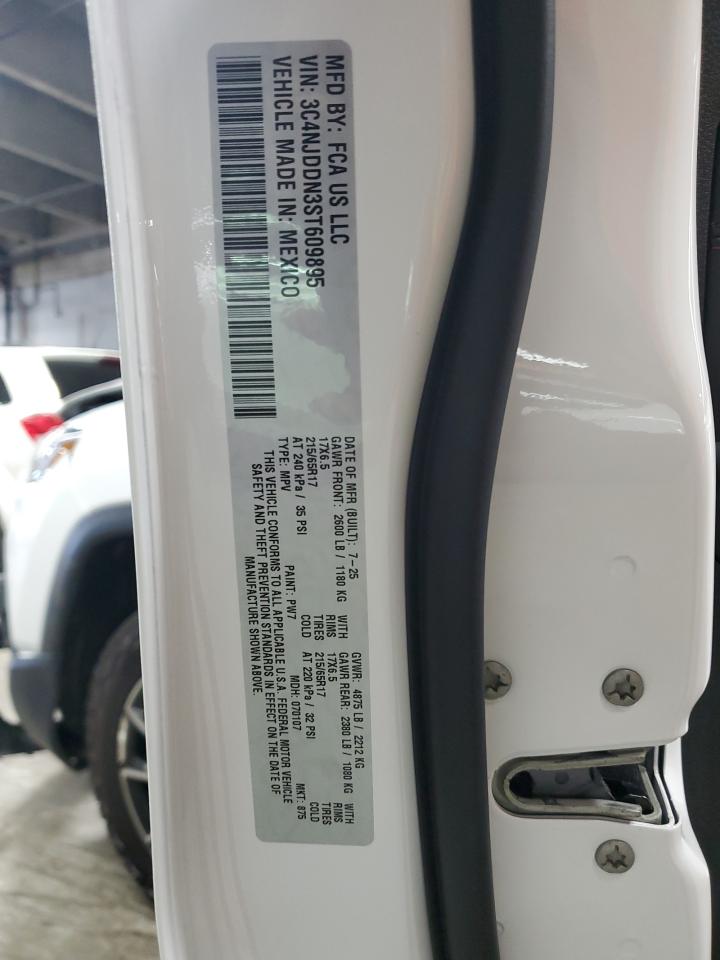 MFD BY: FCA US LLC
VIN: 3C4NJDDN3ST609895
VEHICLE MADE IN: MEXICO
DATE OF MFR (BUILT): 7-25 GVWR: 4875 LB / 2212 KG
GAWR FRONT: 2600 LB / 1180 KG WITH GAWR REAR: 2380 LB / 1080 KG WITH
17X6.5 RIMS 17X6.5 RIMS
215/65R17 TIRES 215/65R17 TIRES
AT 240 kPa / 35 PSI COLD AT 220 kPa / 32 PSI COLD
TYPE: MPV PAINT: PW7 MDH: 070107 MKT: 875
THIS VEHICLE CONFORMS TO ALL APPLICABLE U.S.A. FEDERAL MOTOR VEHICLE
SAFETY AND THEFT PREVENTION STANDARDS IN EFFECT ON THE DATE OF
MANUFACTURE SHOWN ABOVE.